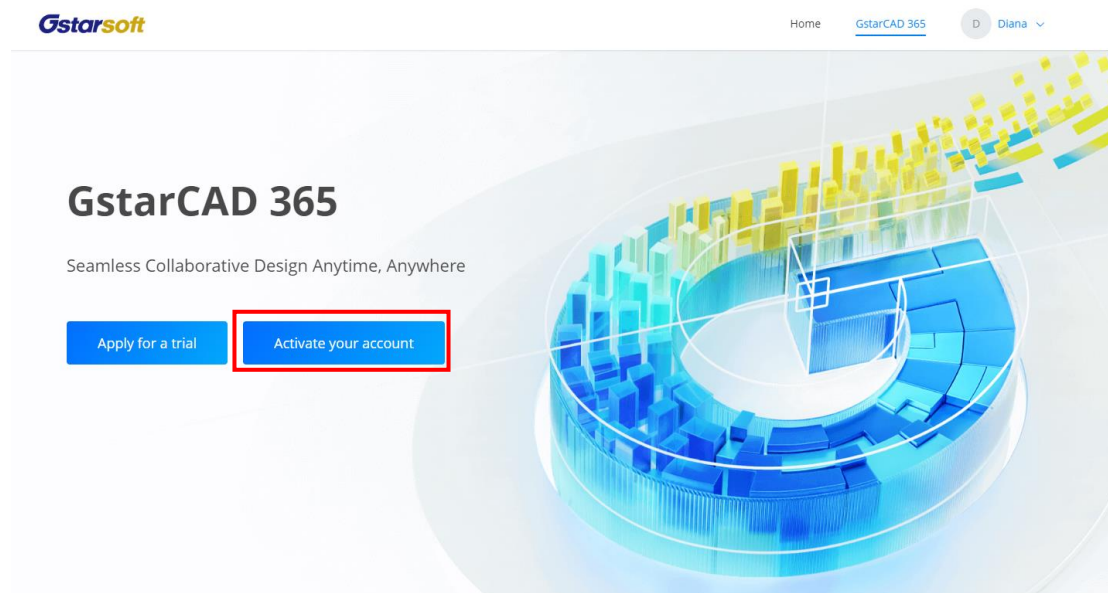 Gstarsoft
Home GstarCAD 365 D Diana
GstarCAD 365
Seamless Collaborative Design Anytime, Anywhere
Apply for a trial Activate your account